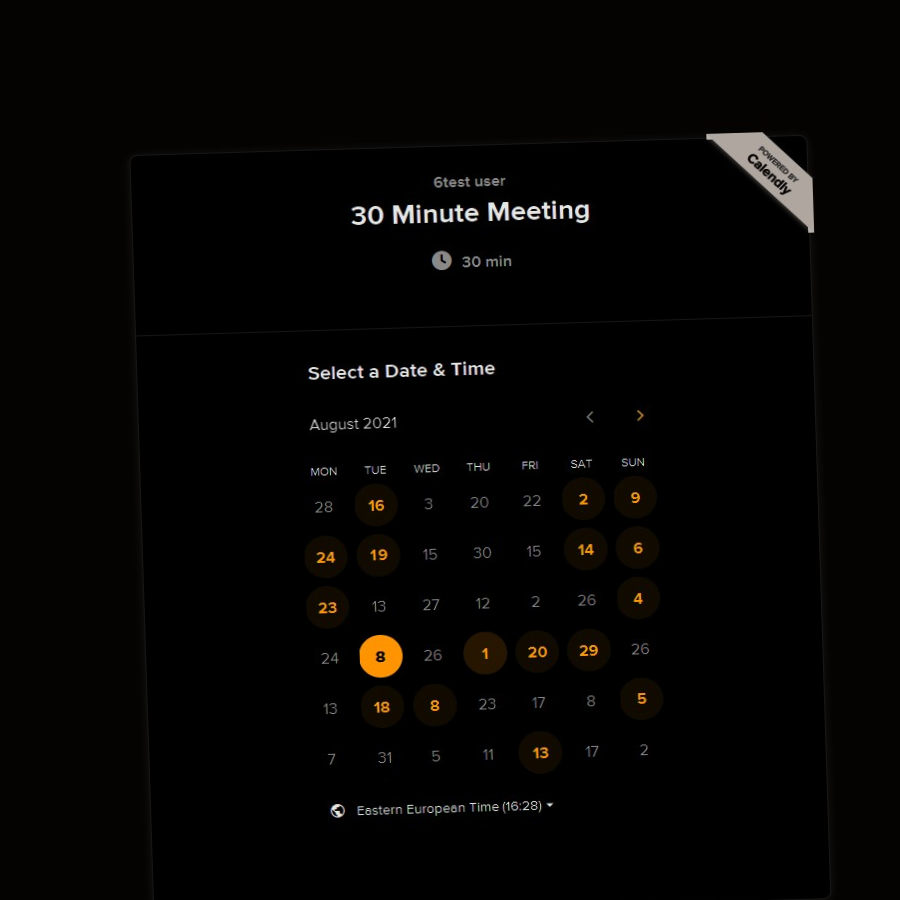 POWERED BY
Calendly
6test user
30 Minute Meeting
30 min
Select a Date & Time
August 2021
MON TUE WED THU FRI SAT SUN
28 16 3 20 22 2 9
24 19 15 30 15 14 6
23 13 27 12 2 26 4
24 8 26 1 20 29 26
13 18 8 23 17 8 5
7 31 5 11 13 17 2
Eastern European Time (16:28)